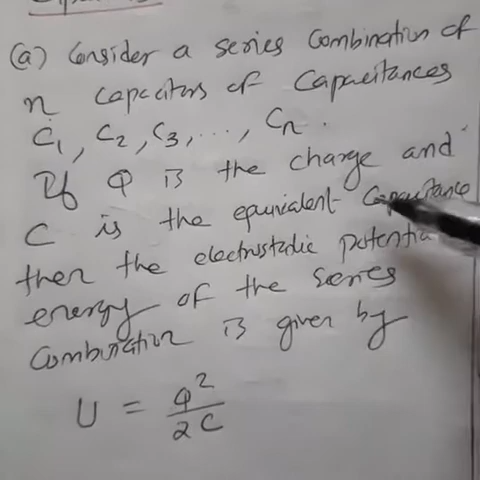 (a) Consider a series Combination of
n capacitors of Capacitances
C1, C2, C3, ..., Cn.
If Q is the charge and
C is the equivalent Capacitance
then the electrostatic potential
energy of the series
Combination is given by
U = Q²/2C